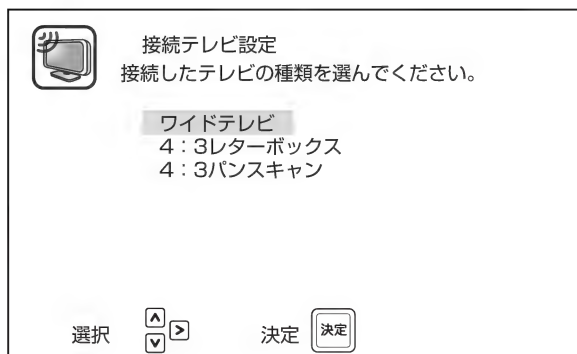 接続テレビ設定
接続したテレビの種類を選んでください。
ワイドテレビ
4:3レターボックス
4:3パンスキャン
選択 決定 決定